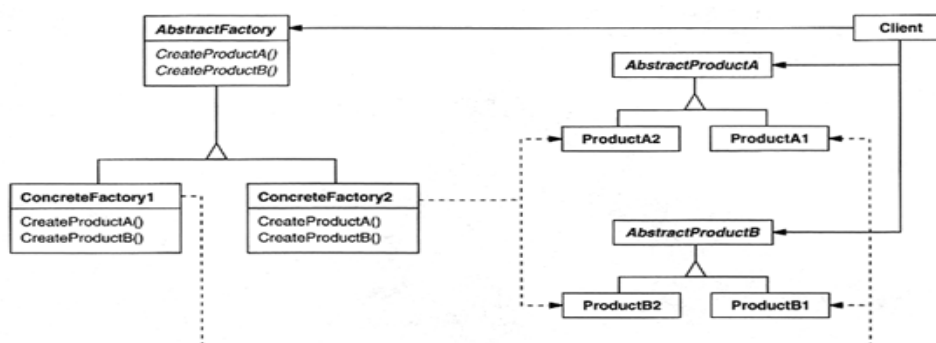 AbstractFactory
CreateProductA()
CreateProductB()
Client
AbstractProductA
ProductA2
ProductA1
ConcreteFactory1
CreateProductA()
CreateProductB()
ConcreteFactory2
CreateProductA()
CreateProductB()
AbstractProductB
ProductB2
ProductB1